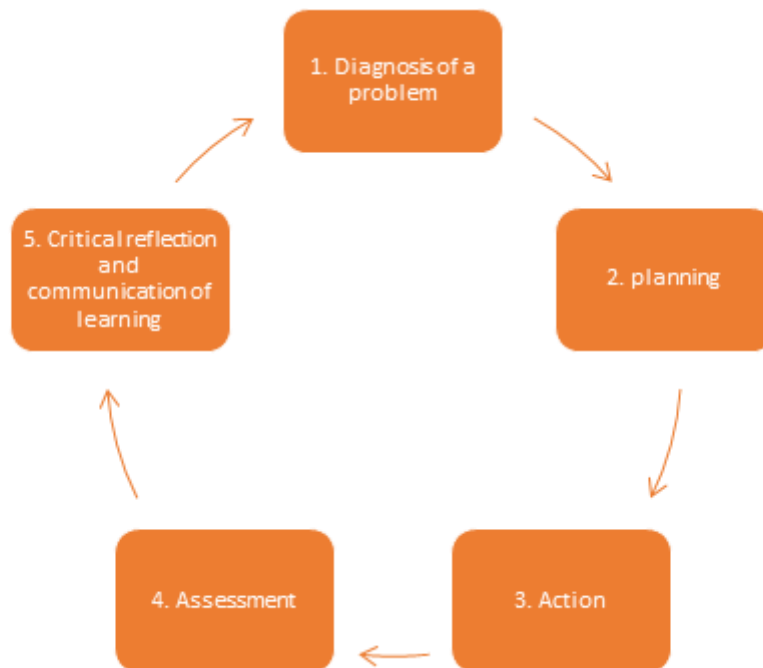 1. Diagnosis of a
problem
2. planning
3. Action
4. Assessment
5. Critical reflection
and
communication of
learning